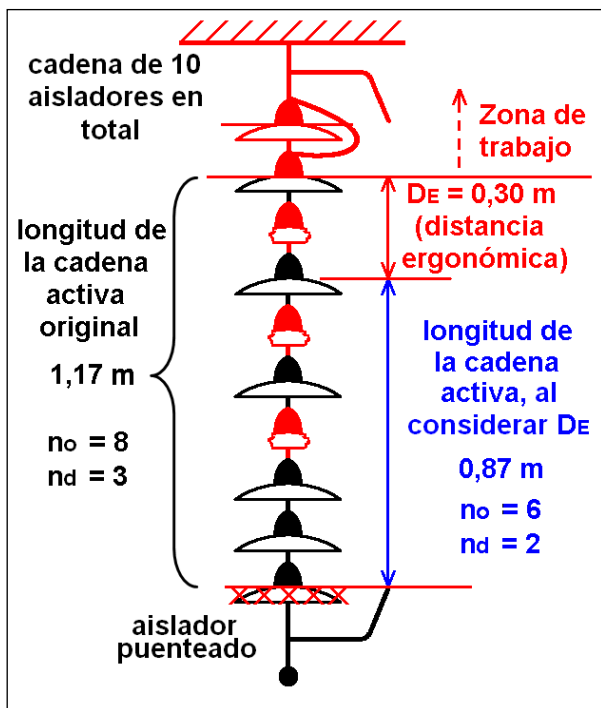 cadena de 10
aisladores en
total
Zona de
trabajo
DE = 0,30 m
(distancia
ergonómica)
longitud de
la cadena
activa
original
1,17 m
no = 8
nd = 3
longitud de
la cadena
activa, al
considerar DE
0,87 m
no = 6
nd = 2
aislador
puenteado